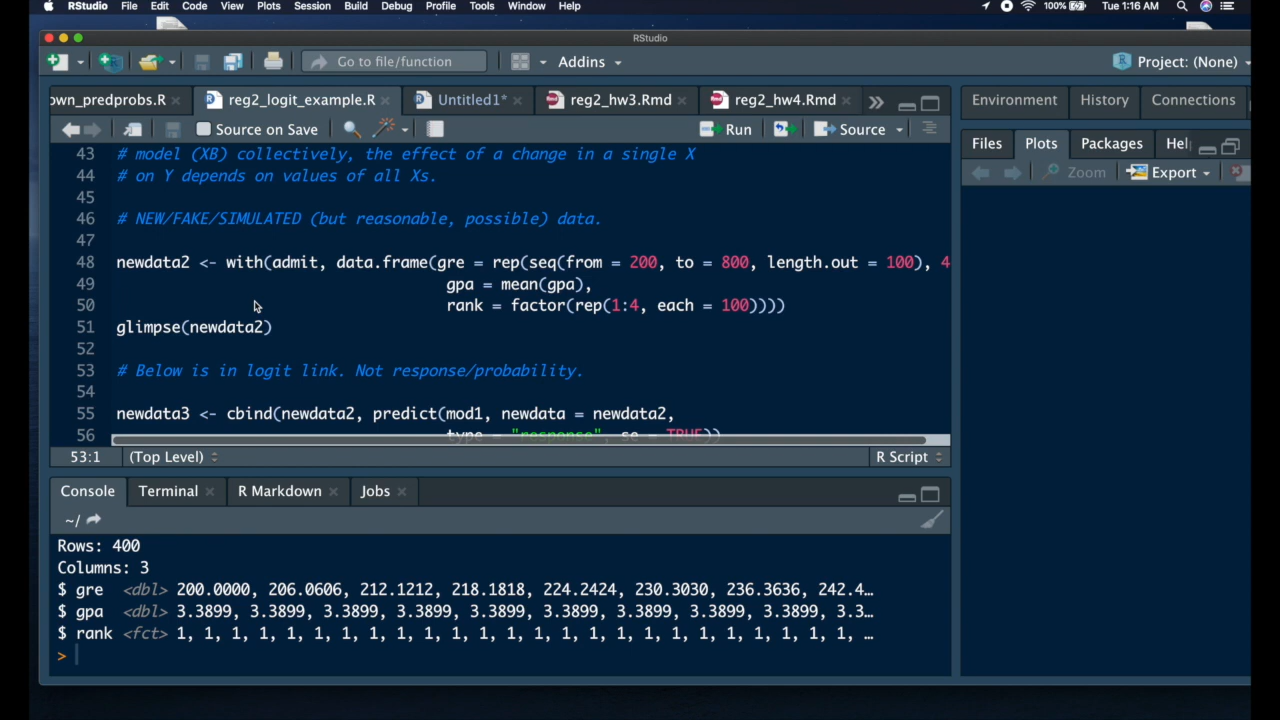 RStudio File Edit Code View Plots Session Build Debug Profile Tools Window Help 100% Tue 1:16 AM
RStudio
Go to file/function Addins Project: (None)
own_predprobs.R reg2_logit_example.R Untitled1* reg2_hw3.Rmd reg2_hw4.Rmd Environment History Connections
Source on Save Run Source
Files Plots Packages Hel
Zoom Export
43 # model (XB) collectively, the effect of a change in a single X
44 # on Y depends on values of all Xs.
45
46 # NEW/FAKE/SIMULATED (but reasonable, possible) data.
47
48 newdata2 <- with(admit, data.frame(gre = rep(seq(from = 200, to = 800, length.out = 100), 4
49 gpa = mean(gpa),
50 rank = factor(rep(1:4, each = 100))))
51 glimpse(newdata2)
52
53 # Below is in logit link. Not response/probability.
54
55 newdata3 <- cbind(newdata2, predict(mod1, newdata = newdata2,
56 type = "response", se = TRUE))
53:1 (Top Level) R Script
Console Terminal R Markdown Jobs
~/
Rows: 400
Columns: 3
$ gre <dbl> 200.0000, 206.0606, 212.1212, 218.1818, 224.2424, 230.3030, 236.3636, 242.4…
$ gpa <dbl> 3.3899, 3.3899, 3.3899, 3.3899, 3.3899, 3.3899, 3.3899, 3.3899, 3.3899, 3.3…
$ rank <fct> 1, 1, 1, 1, 1, 1, 1, 1, 1, 1, 1, 1, 1, 1, 1, 1, 1, 1, 1, 1, 1, 1, 1, 1, 1, …
>